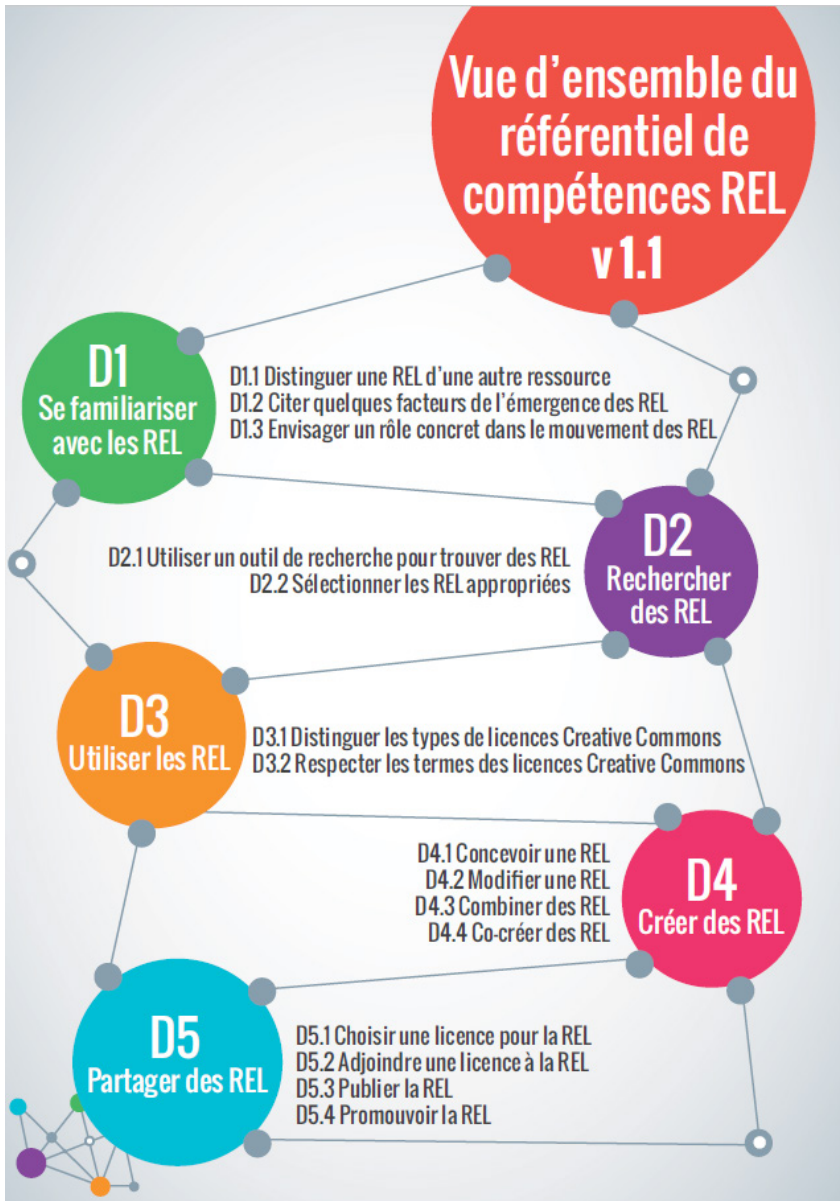 Vue d'ensemble du
référentiel de
compétences REL
v 1.1
D1
Se familiariser
avec les REL
D1.1 Distinguer une REL d'une autre ressource
D1.2 Citer quelques facteurs de l'émergence des REL
D1.3 Envisager un rôle concret dans le mouvement des REL
D2
Rechercher
des REL
D2.1 Utiliser un outil de recherche pour trouver des REL
D2.2 Sélectionner les REL appropriées
D3
Utiliser les REL
D3.1 Distinguer les types de licences Creative Commons
D3.2 Respecter les termes des licences Creative Commons
D4
Créer des REL
D4.1 Concevoir une REL
D4.2 Modifier une REL
D4.3 Combiner des REL
D4.4 Co-créer des REL
D5
Partager des REL
D5.1 Choisir une licence pour la REL
D5.2 Adjoindre une licence à la REL
D5.3 Publier la REL
D5.4 Promouvoir la REL